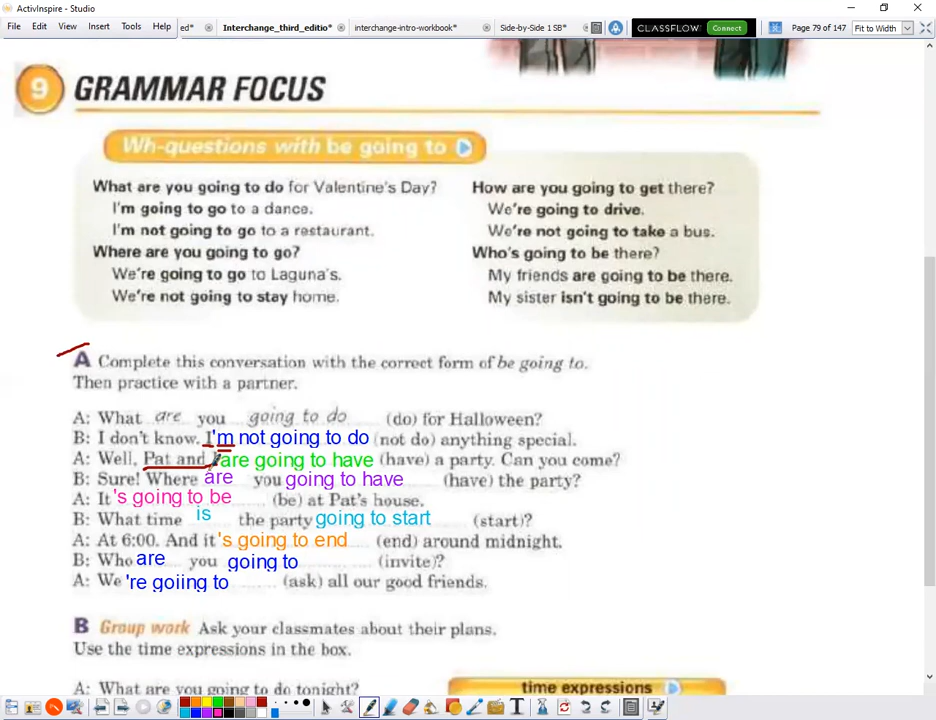 ActivInspire - Studio
File Edit View Insert Tools Help ed* Interchange_third_editio* interchange-intro-workbook* Side-by-Side 1 SB* CLASSFLOW Connect Page 79 of 147 Fit to Width
9 GRAMMAR FOCUS
Wh-questions with be going to
What are you going to do for Valentine's Day?
I'm going to go to a dance.
I'm not going to go to a restaurant.
Where are you going to go?
We're going to go to Laguna's.
We're not going to stay home.
How are you going to get there?
We're going to drive.
We're not going to take a bus.
Who's going to be there?
My friends are going to be there.
My sister isn't going to be there.
A Complete this conversation with the correct form of be going to.
Then practice with a partner.
A: What are you going to do (do) for Halloween?
B: I don't know. I'm not going to do (not do) anything special.
A: Well, Pat and I are going to have (have) a party. Can you come?
B: Sure! Where are you going to have (have) the party?
A: It 's going to be (be) at Pat's house.
B: What time is the party going to start (start)?
A: At 6:00. And it 's going to end (end) around midnight.
B: Who are you going to (invite)?
A: We 're goiing to (ask) all our good friends.
B Group work Ask your classmates about their plans.
Use the time expressions in the box.
A: What are you going to do tonight?
time expressions